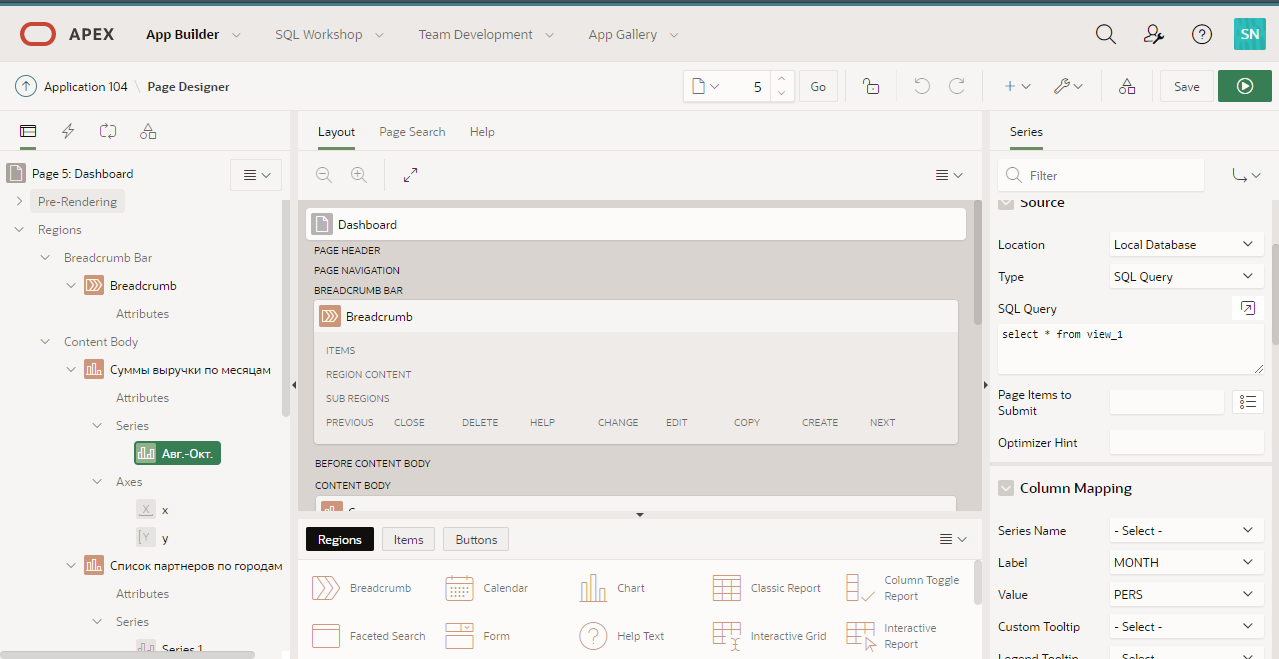 APEX App Builder SQL Workshop Team Development App Gallery SN
Application 104 \ Page Designer 5 Go Save
Page 5: Dashboard
Pre-Rendering
Regions
Breadcrumb Bar
Breadcrumb
Attributes
Content Body
Суммы выручки по месяцам
Attributes
Series
Авг.-Окт.
Axes
x
y
Список партнеров по городам
Attributes
Series
Series 1
Layout Page Search Help
Dashboard
PAGE HEADER
PAGE NAVIGATION
BREADCRUMB BAR
Breadcrumb
ITEMS
REGION CONTENT
SUB REGIONS
PREVIOUS CLOSE DELETE HELP CHANGE EDIT COPY CREATE NEXT
BEFORE CONTENT BODY
CONTENT BODY
Regions Items Buttons
Breadcrumb Calendar Chart Classic Report Column Toggle
Report
Faceted Search Form Help Text Interactive Grid Interactive
Report
Series
Filter
Source
Location Local Database
Type SQL Query
SQL Query
select * from view_1
Page Items to
Submit
Optimizer Hint
Column Mapping
Series Name - Select -
Label MONTH
Value PERS
Custom Tooltip - Select -
Legend Tooltip - Select -